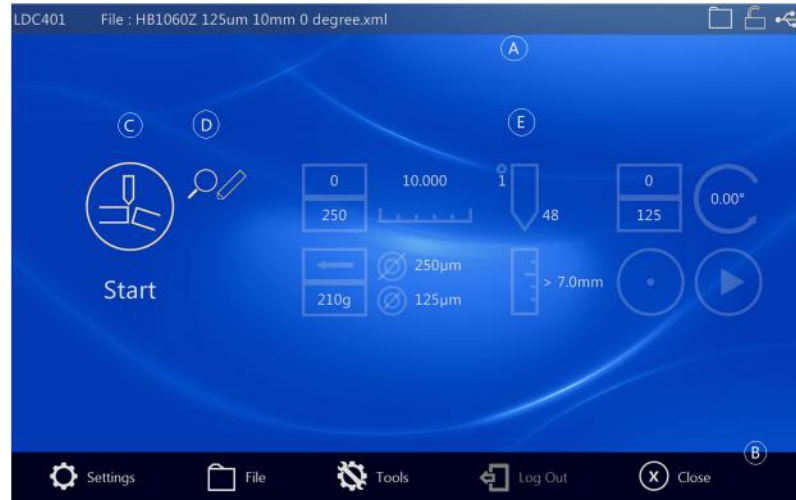 LDC401 File : HB1060Z 125um 10mm 0 degree.xml
A
C D E
0 10.000 1 0 0.00°
250 48 125
Start
250µm
> 7.0mm
210g 125µm
B
Settings File Tools Log Out X Close